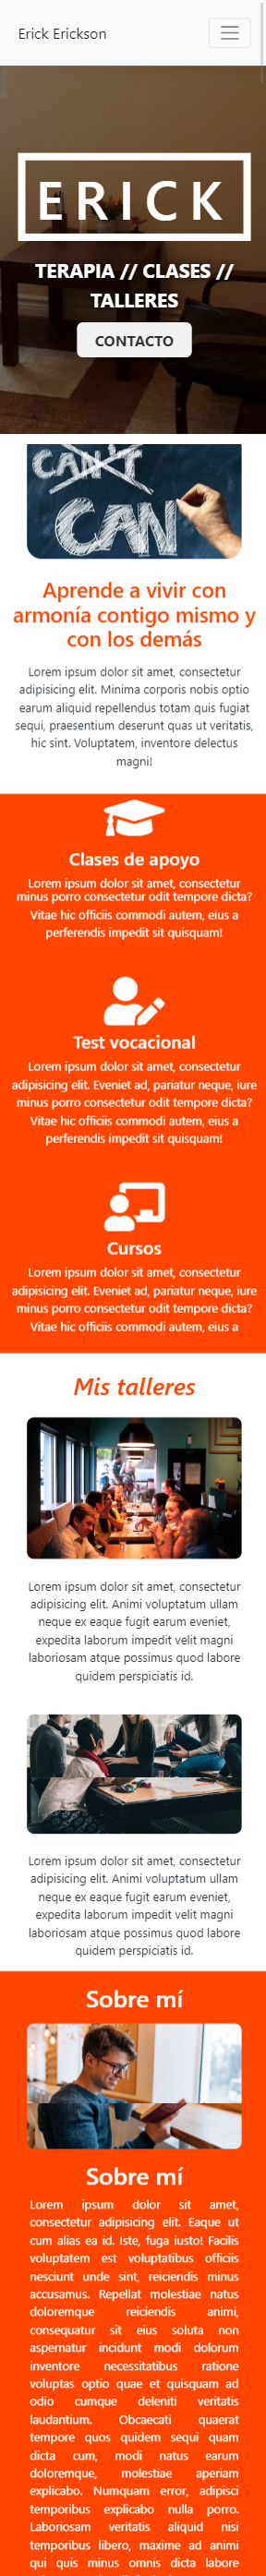 Erick Erickson
ERICK
TERAPIA // CLASES //
TALLERES
CONTACTO
CAN'T
CAN
Aprende a vivir con
armonía contigo mismo y
con los demás
Lorem ipsum dolor sit amet, consectetur
adipisicing elit. Minima corporis nobis optio
earum aliquid repellendus totam quis fugiat
sequi, praesentium deserunt quas ut veritatis,
hic sint. Voluptatem, inventore delectus
magni!
Clases de apoyo
Lorem ipsum dolor sit amet, consectetur
minus porro consectetur odit tempore dicta?
Vitae hic officiis commodi autem, eius a
perferendis impedit sit quisquam!
Test vocacional
Lorem ipsum dolor sit amet, consectetur
adipisicing elit. Eveniet ad, pariatur neque, iure
minus porro consectetur odit tempore dicta?
Vitae hic officiis commodi autem, eius a
perferendis impedit sit quisquam!
Cursos
Lorem ipsum dolor sit amet, consectetur
adipisicing elit. Eveniet ad, pariatur neque, iure
minus porro consectetur odit tempore dicta?
Vitae hic officiis commodi autem, eius a
Mis talleres
Lorem ipsum dolor sit amet, consectetur
adipisicing elit. Animi voluptatum ullam
neque ex eaque fugit earum eveniet,
expedita laborum impedit velit magni
laboriosam atque possimus quod labore
quidem perspiciatis id.
Lorem ipsum dolor sit amet, consectetur
adipisicing elit. Animi voluptatum ullam
neque ex eaque fugit earum eveniet,
expedita laborum impedit velit magni
laboriosam atque possimus quod labore
quidem perspiciatis id.
Sobre mí
Sobre mí
Lorem ipsum dolor sit amet,
consectetur adipisicing elit. Eaque ut
cum alias ea id. Iste, fuga iusto! Facilis
voluptatem est voluptatibus officiis
nesciunt unde sint, reiciendis minus
accusamus. Repellat molestiae natus
doloremque reiciendis animi,
consequatur sit eius soluta non
aspernatur incidunt modi dolorum
inventore necessitatibus ratione
voluptas optio quae et quisquam ad
odio cumque deleniti veritatis
laudantium. Obcaecati quaerat
tempore quos quidem sequi quam
dicta cum, modi natus earum
doloremque, molestiae aperiam
explicabo. Numquam error, adipisci
temporibus explicabo nulla porro.
Laboriosam veritatis aliquid nisi
temporibus libero, maxime ad animi
qui quis minus omnis dicta labore